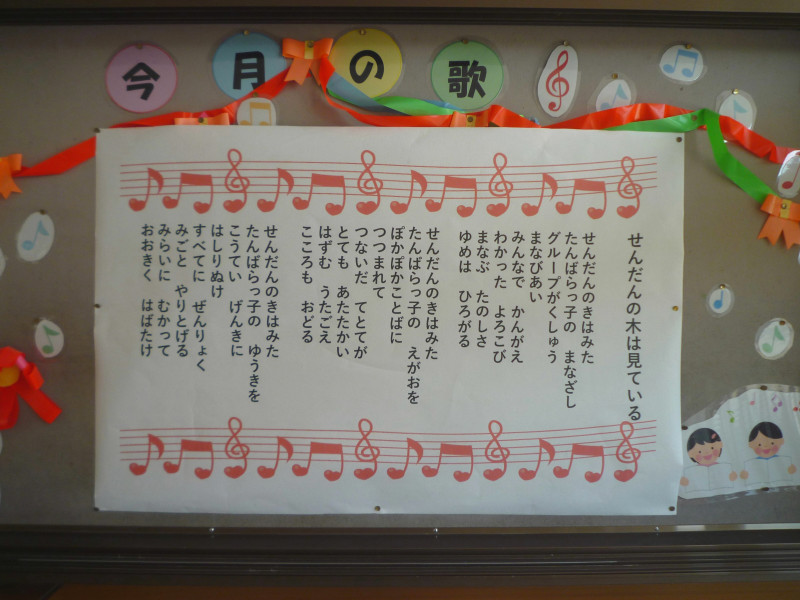 今月の歌
せんだんの木は見ている
せんだんのきはみた
たんばらっ子の　まなざし
グループがくしゅう
まなびあい
みんなで　かんがえ
わかった　よろこび
まなぶ　たのしさ
ゆめは　ひろがる
せんだんのきはみた
たんばらっ子の　えがおを
ぽかぽかことばに
つつまれて
つないだ　てとてが
とても　あたたかい
はずむ　うたごえ
こころも　おどる
せんだんのきはみた
たんばらっ子の　ゆうきを
こうてい　げんきに
はしりぬけ
すべてに　ぜんりょく
みごと　やりとげる
みらいに　むかって
おおきく　はばたけ